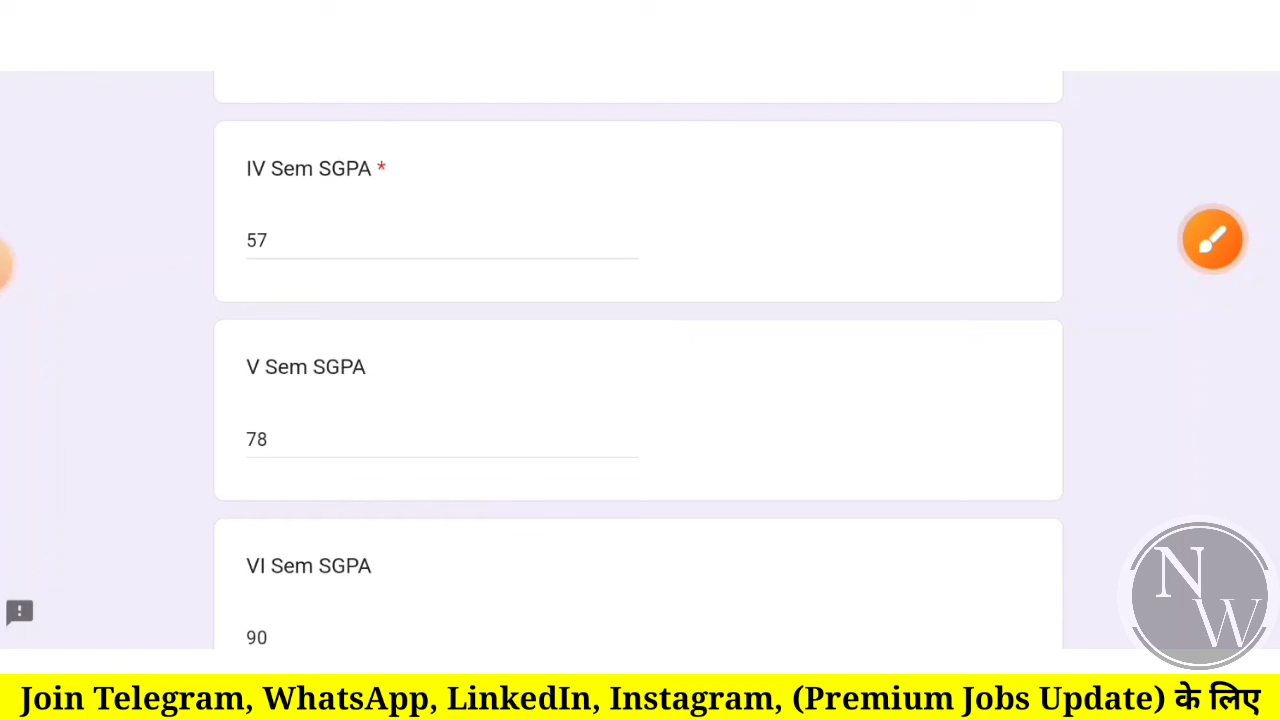 IV Sem SGPA *
57
V Sem SGPA
78
VI Sem SGPA
90
NW
Join Telegram, WhatsApp, LinkedIn, Instagram, (Premium Jobs Update) के लिए